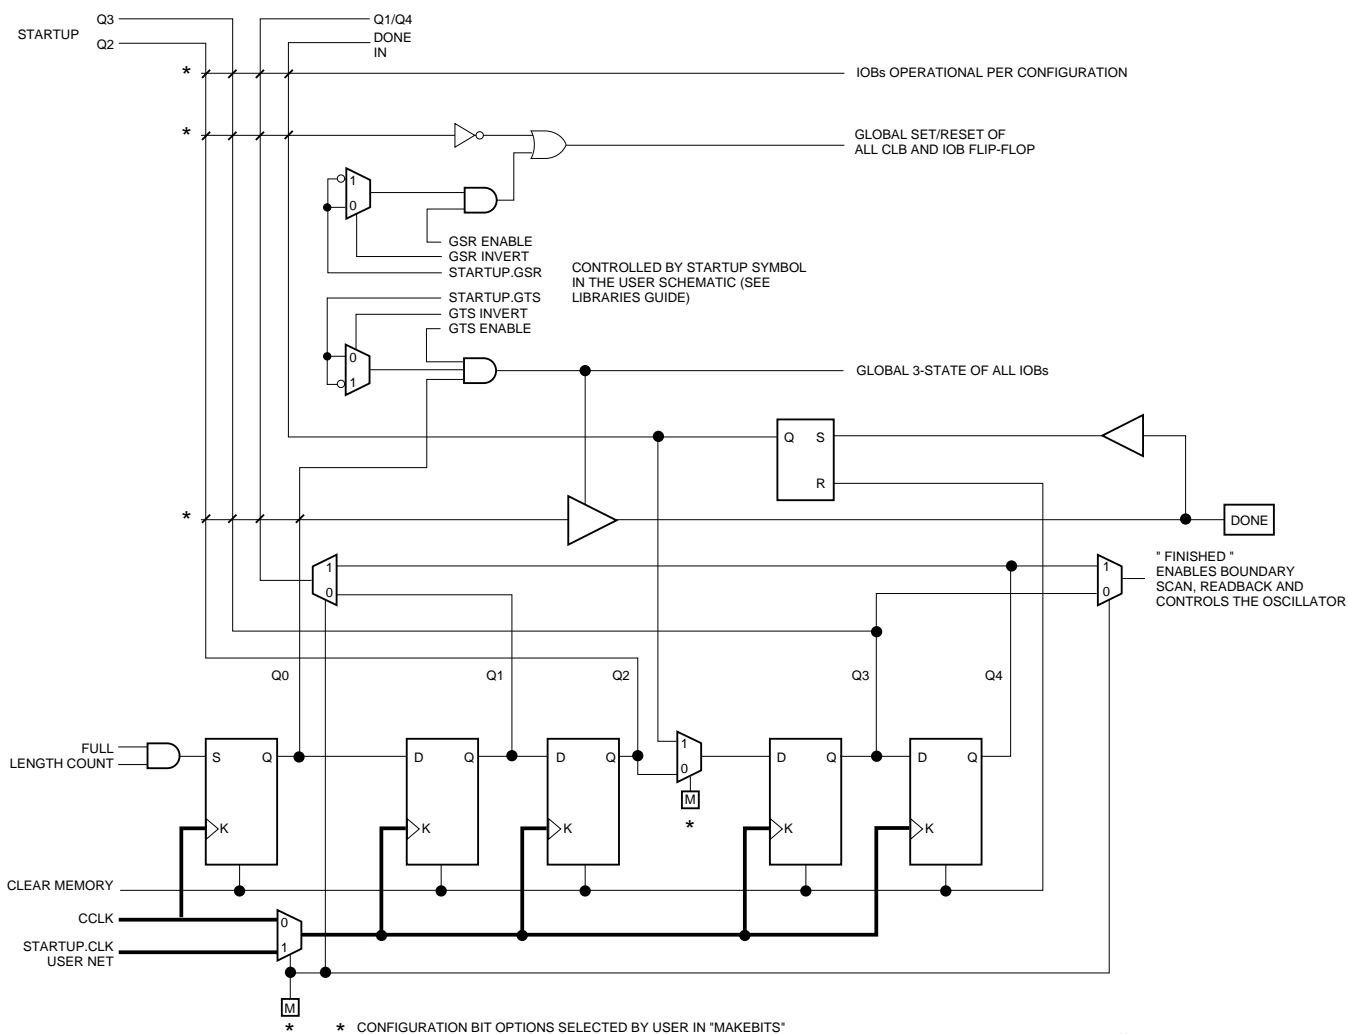 Q3
Q1/Q4
STARTUP
Q2
DONE
IN
* IOBs OPERATIONAL PER CONFIGURATION
*
GLOBAL SET/RESET OF
ALL CLB AND IOB FLIP-FLOP
1
0
GSR ENABLE
GSR INVERT
STARTUP.GSR
CONTROLLED BY STARTUP SYMBOL
IN THE USER SCHEMATIC (SEE
LIBRARIES GUIDE)
STARTUP.GTS
GTS INVERT
GTS ENABLE
0
1
GLOBAL 3-STATE OF ALL IOBs
Q S
R
*
DONE
1
0
1
0
" FINISHED "
ENABLES BOUNDARY
SCAN, READBACK AND
CONTROLS THE OSCILLATOR
Q0 Q1 Q2 Q3 Q4
FULL
LENGTH COUNT
S Q
K
D Q
K
D Q
K
1
0
M
*
D Q
K
D Q
K
CLEAR MEMORY
CCLK
0
STARTUP.CLK
USER NET
1
M
*
* CONFIGURATION BIT OPTIONS SELECTED BY USER IN "MAKEBITS"